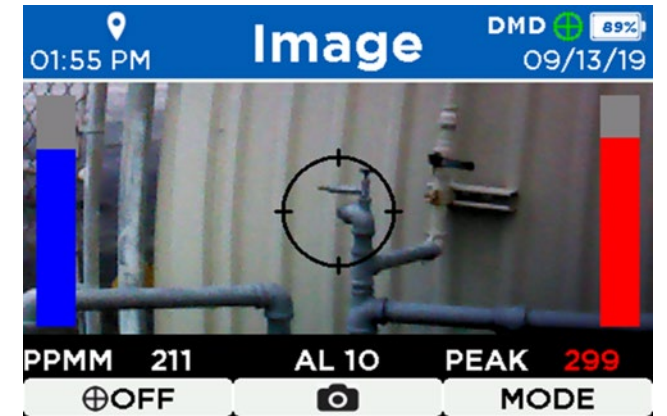 01:55 PM
Image
DMD 89%
09/13/19
PPMM 211 AL 10 PEAK 299
OFF MODE